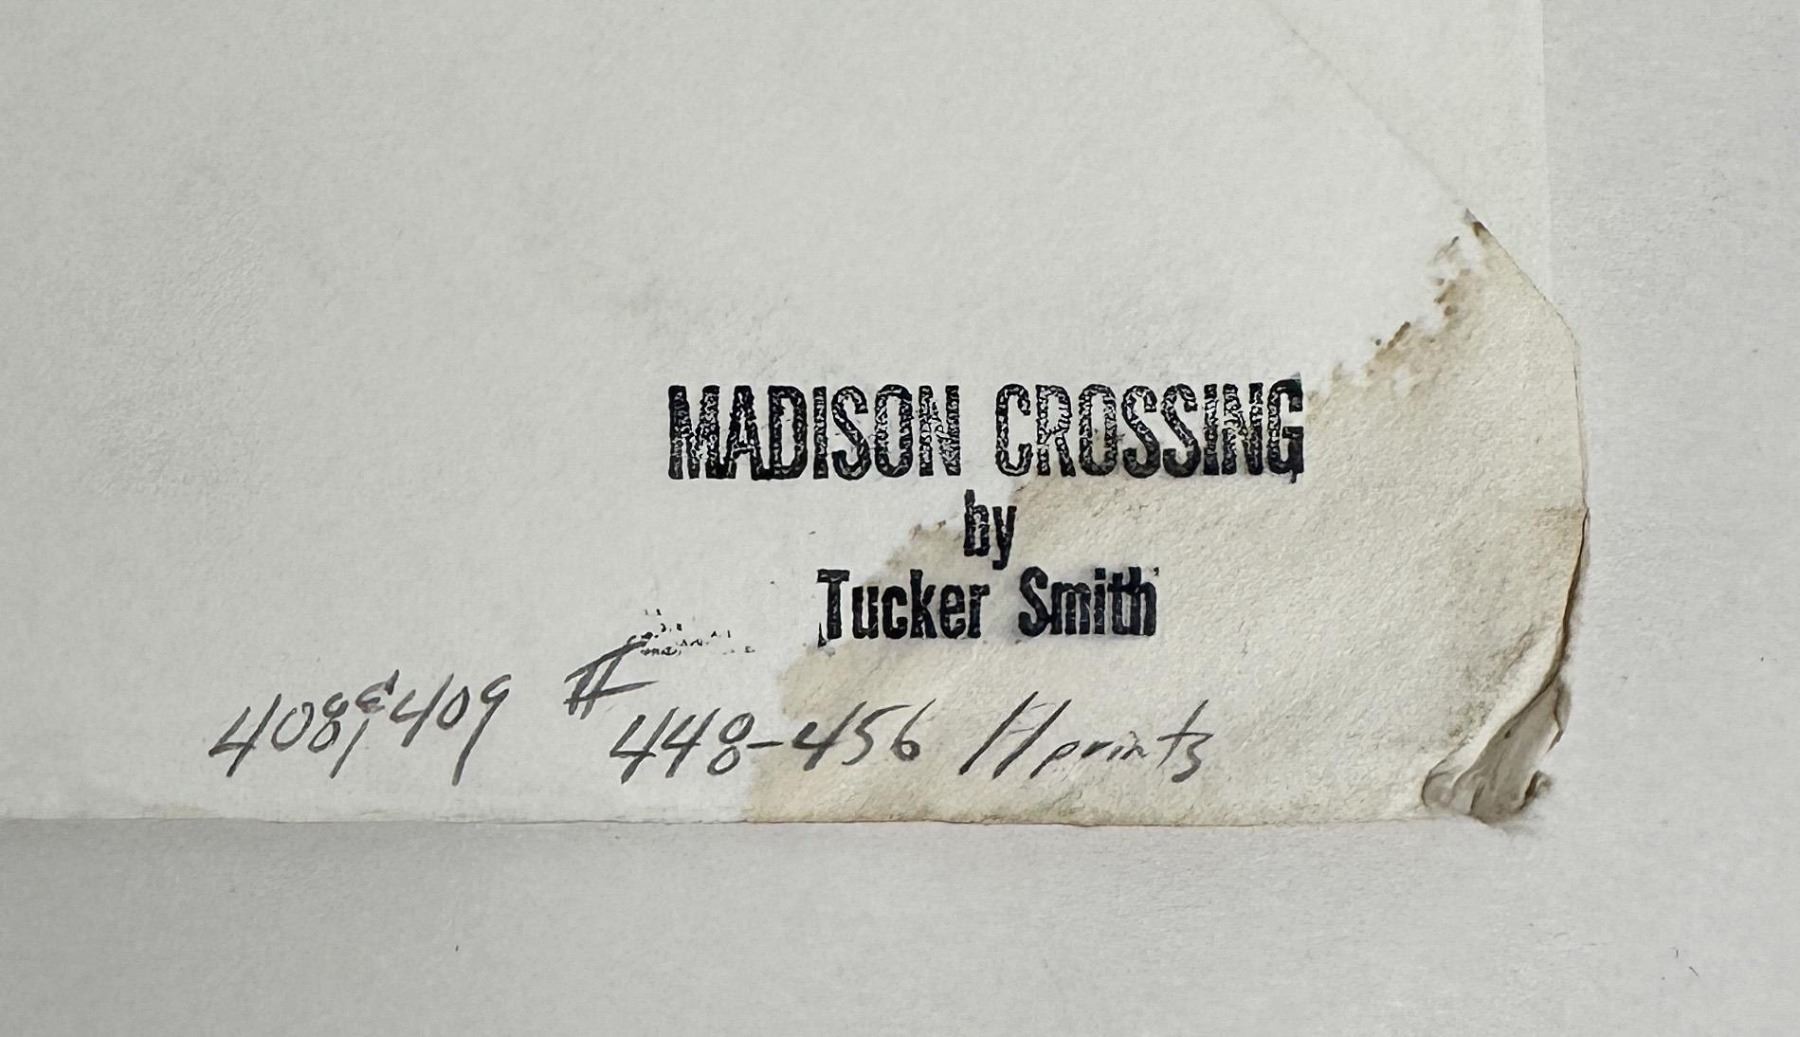 MADISON CROSSING
by
Tucker Smith
408 & 409 # 448-456 11 prints